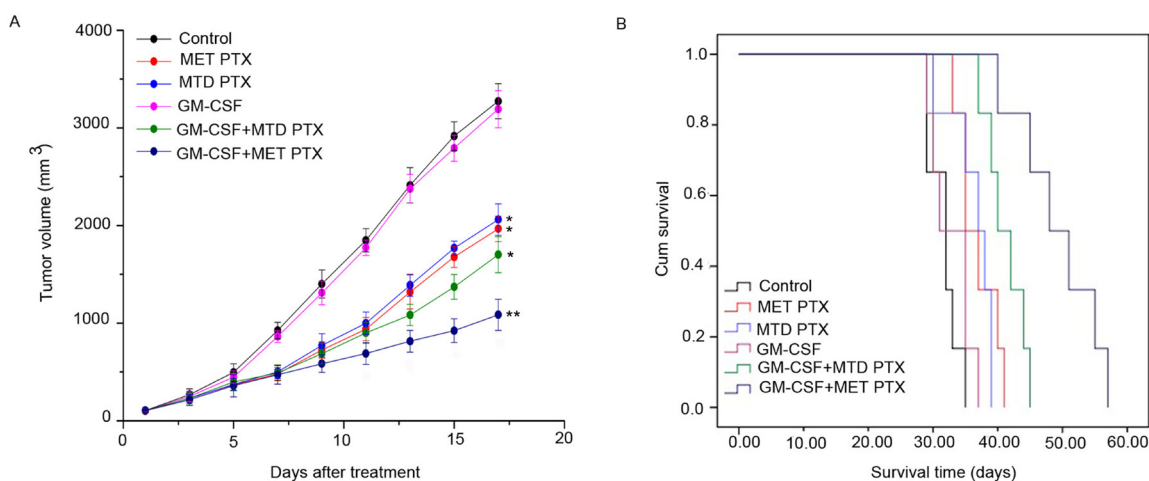 A
Tumor volume (mm 3)
4000
3000
2000
1000
0
0
5
10
15
20
Days after treatment
Control
MET PTX
MTD PTX
GM-CSF
GM-CSF+MTD PTX
GM-CSF+MET PTX
*
*
*
**
B
Cum survival
1.0
0.8
0.6
0.4
0.2
0.0
0.00
10.00
20.00
30.00
40.00
50.00
60.00
Survival time (days)
Control
MET PTX
MTD PTX
GM-CSF
GM-CSF+MTD PTX
GM-CSF+MET PTX